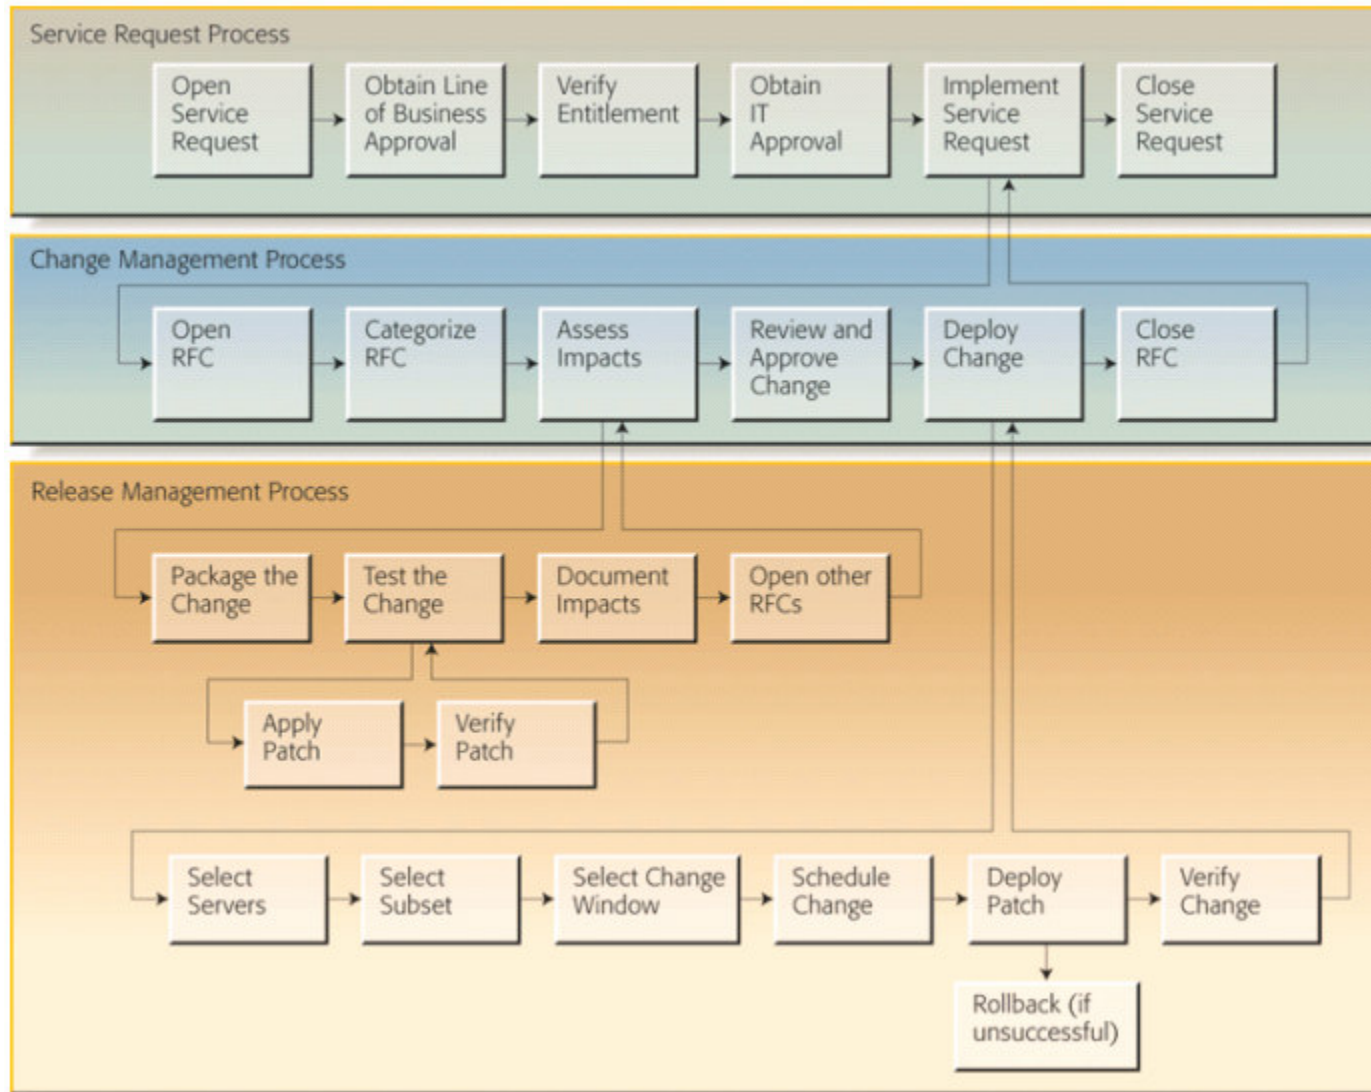 Service Request Process
Open
Service
Request
Obtain Line
of Business
Approval
Verify
Entitlement
Obtain
IT
Approval
Implement
Service
Request
Close
Service
Request
Change Management Process
Open
RFC
Categorize
RFC
Assess
Impacts
Review and
Approve
Change
Deploy
Change
Close
RFC
Release Management Process
Package the
Change
Test the
Change
Document
Impacts
Open other
RFCs
Apply
Patch
Verify
Patch
Select
Servers
Select
Subset
Select Change
Window
Schedule
Change
Deploy
Patch
Verify
Change
Rollback (if
unsuccessful)